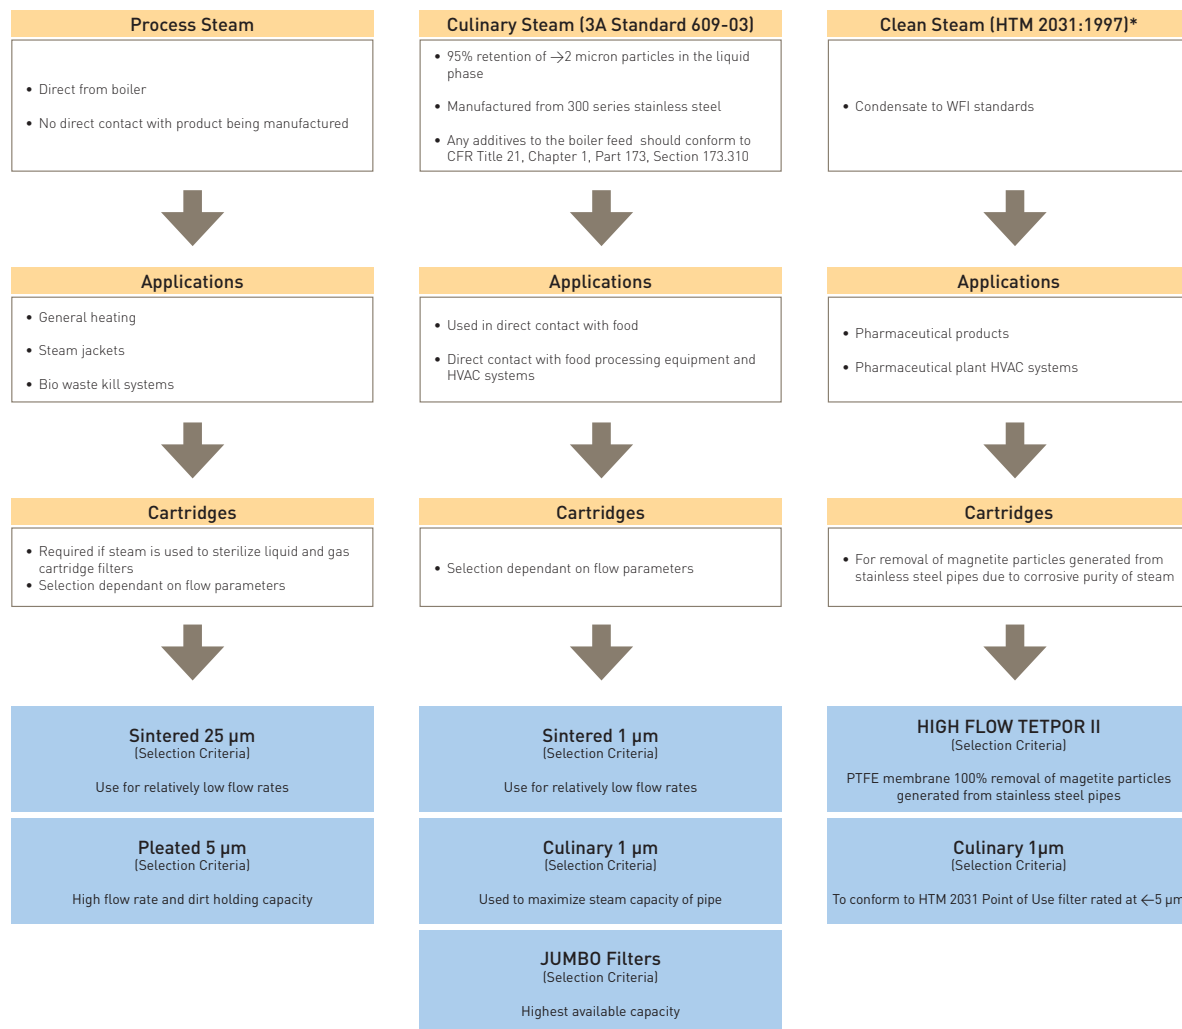 Process Steam
• Direct from boiler
• No direct contact with product being manufactured
Applications
• General heating
• Steam jackets
• Bio waste kill systems
Cartridges
• Required if steam is used to sterilize liquid and gas
cartridge filters
• Selection dependant on flow parameters
Sintered 25 µm
(Selection Criteria)
Use for relatively low flow rates
Pleated 5 µm
(Selection Criteria)
High flow rate and dirt holding capacity
Culinary Steam (3A Standard 609-03)
• 95% retention of →2 micron particles in the liquid
phase
• Manufactured from 300 series stainless steel
• Any additives to the boiler feed should conform to
CFR Title 21, Chapter 1, Part 173, Section 173.310
Applications
• Used in direct contact with food
• Direct contact with food processing equipment and
HVAC systems
Cartridges
• Selection dependant on flow parameters
Sintered 1 µm
(Selection Criteria)
Use for relatively low flow rates
Culinary 1 µm
(Selection Criteria)
Used to maximize steam capacity of pipe
JUMBO Filters
(Selection Criteria)
Highest available capacity
Clean Steam (HTM 2031:1997)*
• Condensate to WFI standards
Applications
• Pharmaceutical products
• Pharmaceutical plant HVAC systems
Cartridges
• For removal of magnetite particles generated from
stainless steel pipes due to corrosive purity of steam
HIGH FLOW TETPOR II
(Selection Criteria)
PTFE membrane 100% removal of magetite particles
generated from stainless steel pipes
Culinary 1µm
(Selection Criteria)
To conform to HTM 2031 Point of Use filter rated at ←5 µm